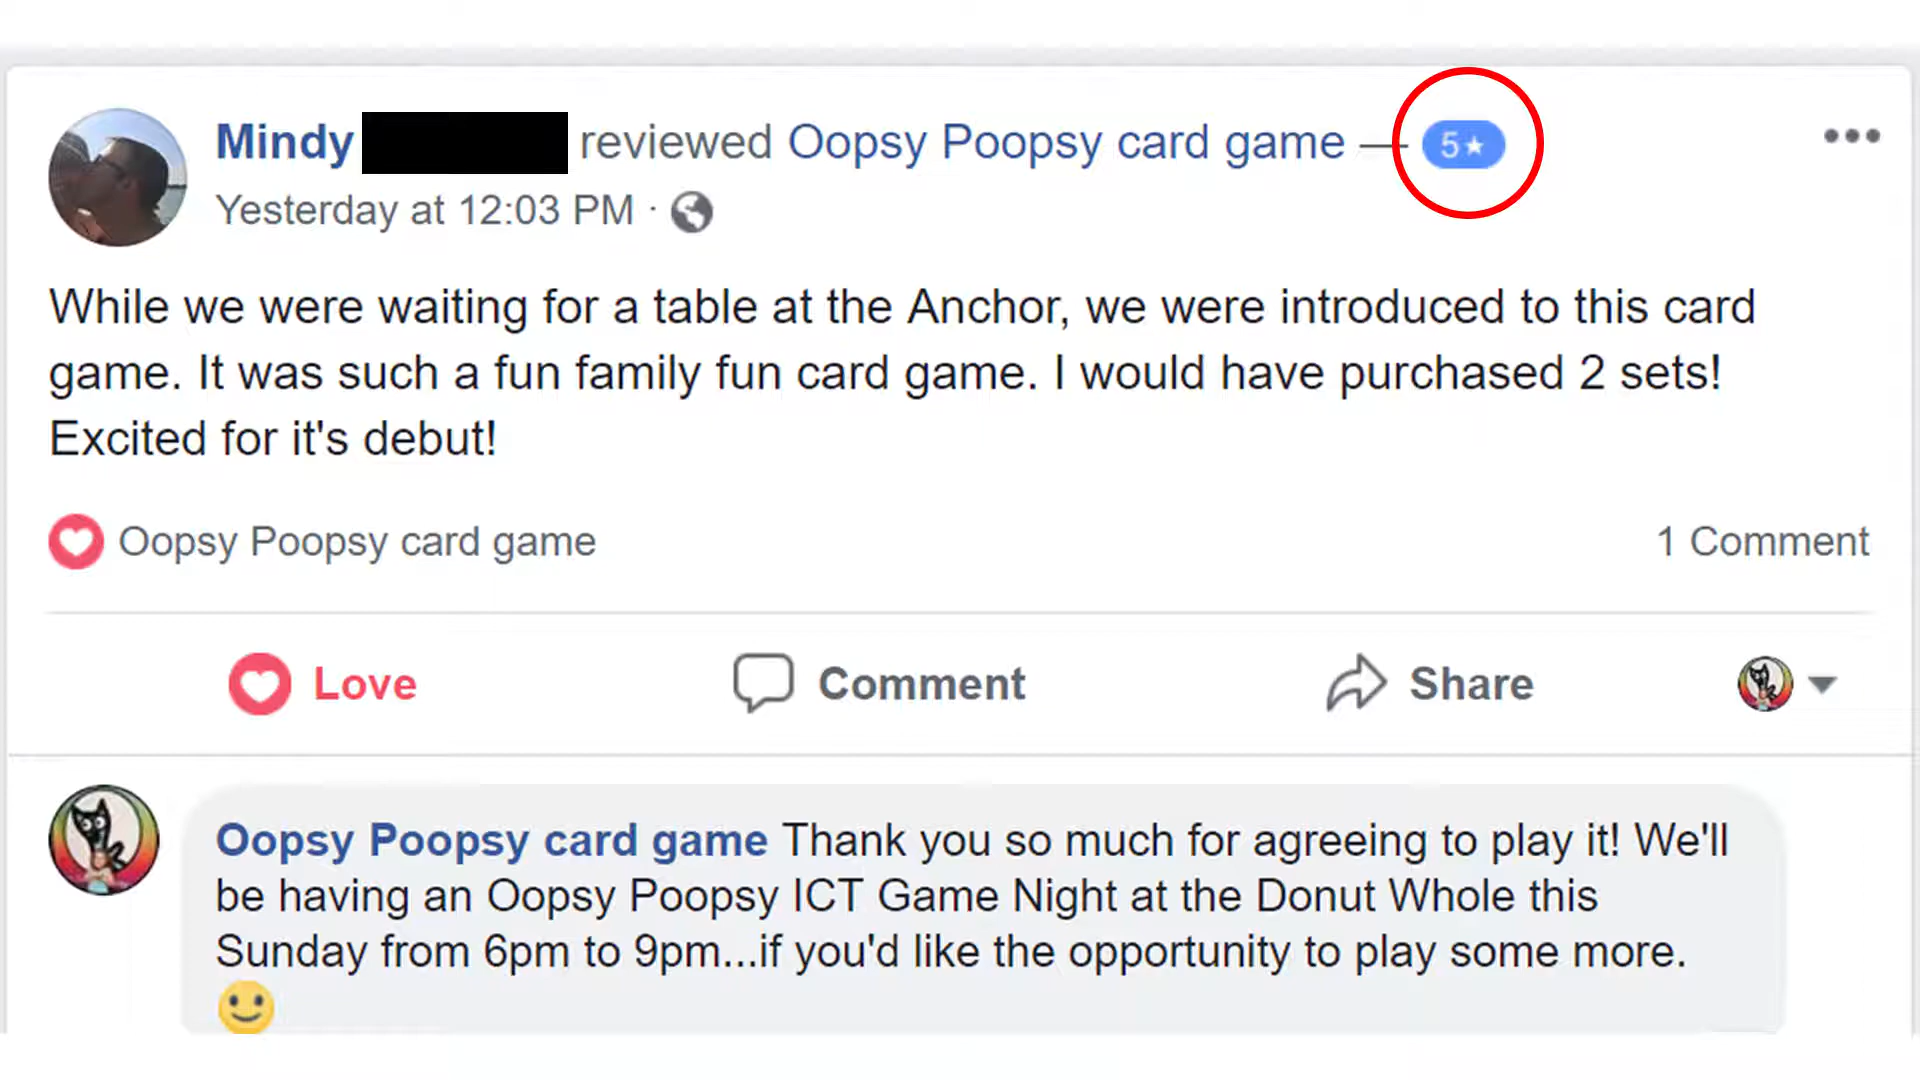 Mindy reviewed Oopsy Poopsy card game — 5★
Yesterday at 12:03 PM ·
While we were waiting for a table at the Anchor, we were introduced to this card
game. It was such a fun family fun card game. I would have purchased 2 sets!
Excited for it's debut!
Oopsy Poopsy card game 1 Comment
Love Comment Share
Oopsy Poopsy card game Thank you so much for agreeing to play it! We'll
be having an Oopsy Poopsy ICT Game Night at the Donut Whole this
Sunday from 6pm to 9pm...if you'd like the opportunity to play some more.